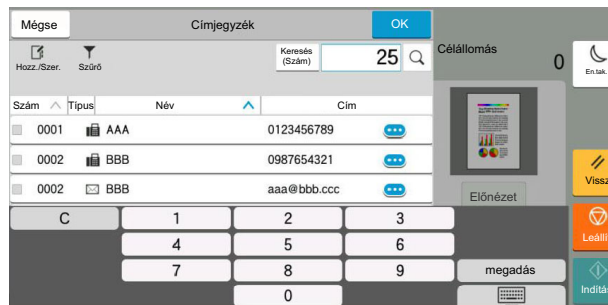 Mégse
Címjegyzék
OK
Hozz./Szer.
Szűrő
Keresés
(Szám)
25
Célállomás
0
En.tak.
Szám
Típus
Név
Cím
0001
AAA
0123456789
0002
BBB
0987654321
0002
BBB
aaa@bbb.ccc
Előnézet
Vissz
Leállí
Indítás
C
1
2
3
4
5
6
7
8
9
megadás
0